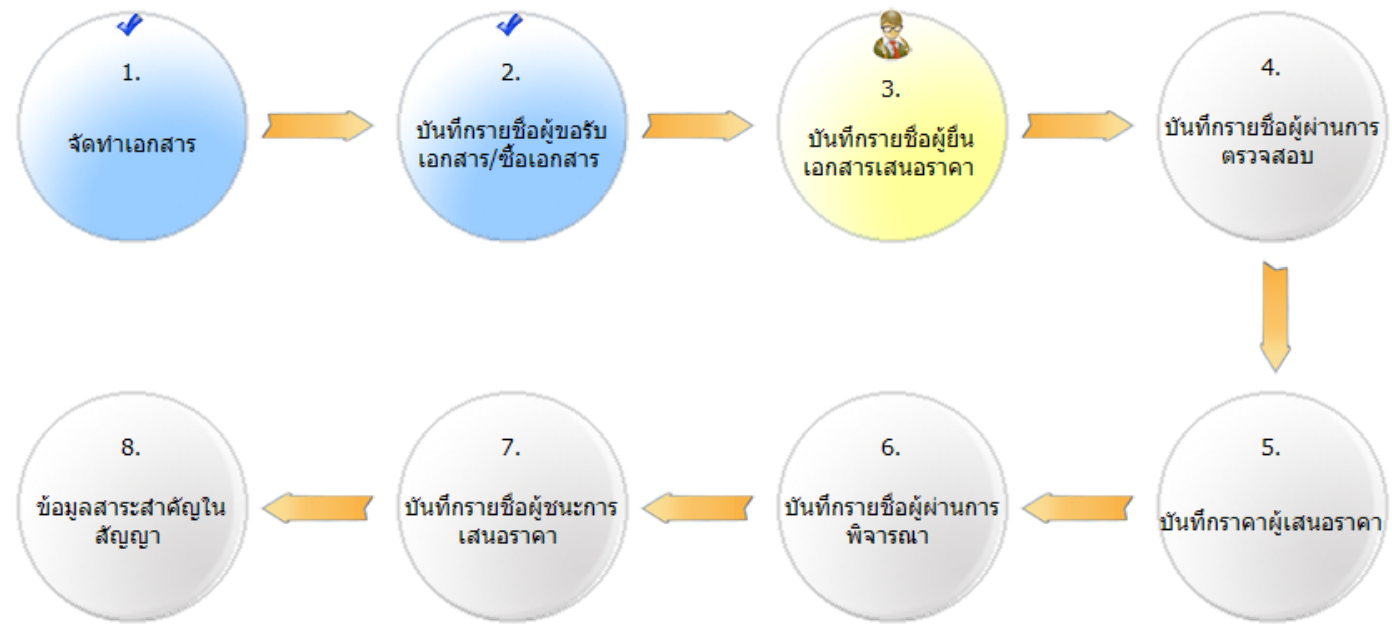 1.
จัดทำเอกสาร
2.
บันทึกรายชื่อผู้ขอรับ
เอกสาร/ซื้อเอกสาร
3.
บันทึกรายชื่อผู้ยื่น
เอกสารเสนอราคา
4.
บันทึกรายชื่อผู้ผ่านการ
ตรวจสอบ
5.
บันทึกราคาผู้เสนอราคา
6.
บันทึกรายชื่อผู้ผ่านการ
พิจารณา
7.
บันทึกรายชื่อผู้ชนะการ
เสนอราคา
8.
ข้อมูลสาระสำคัญใน
สัญญา